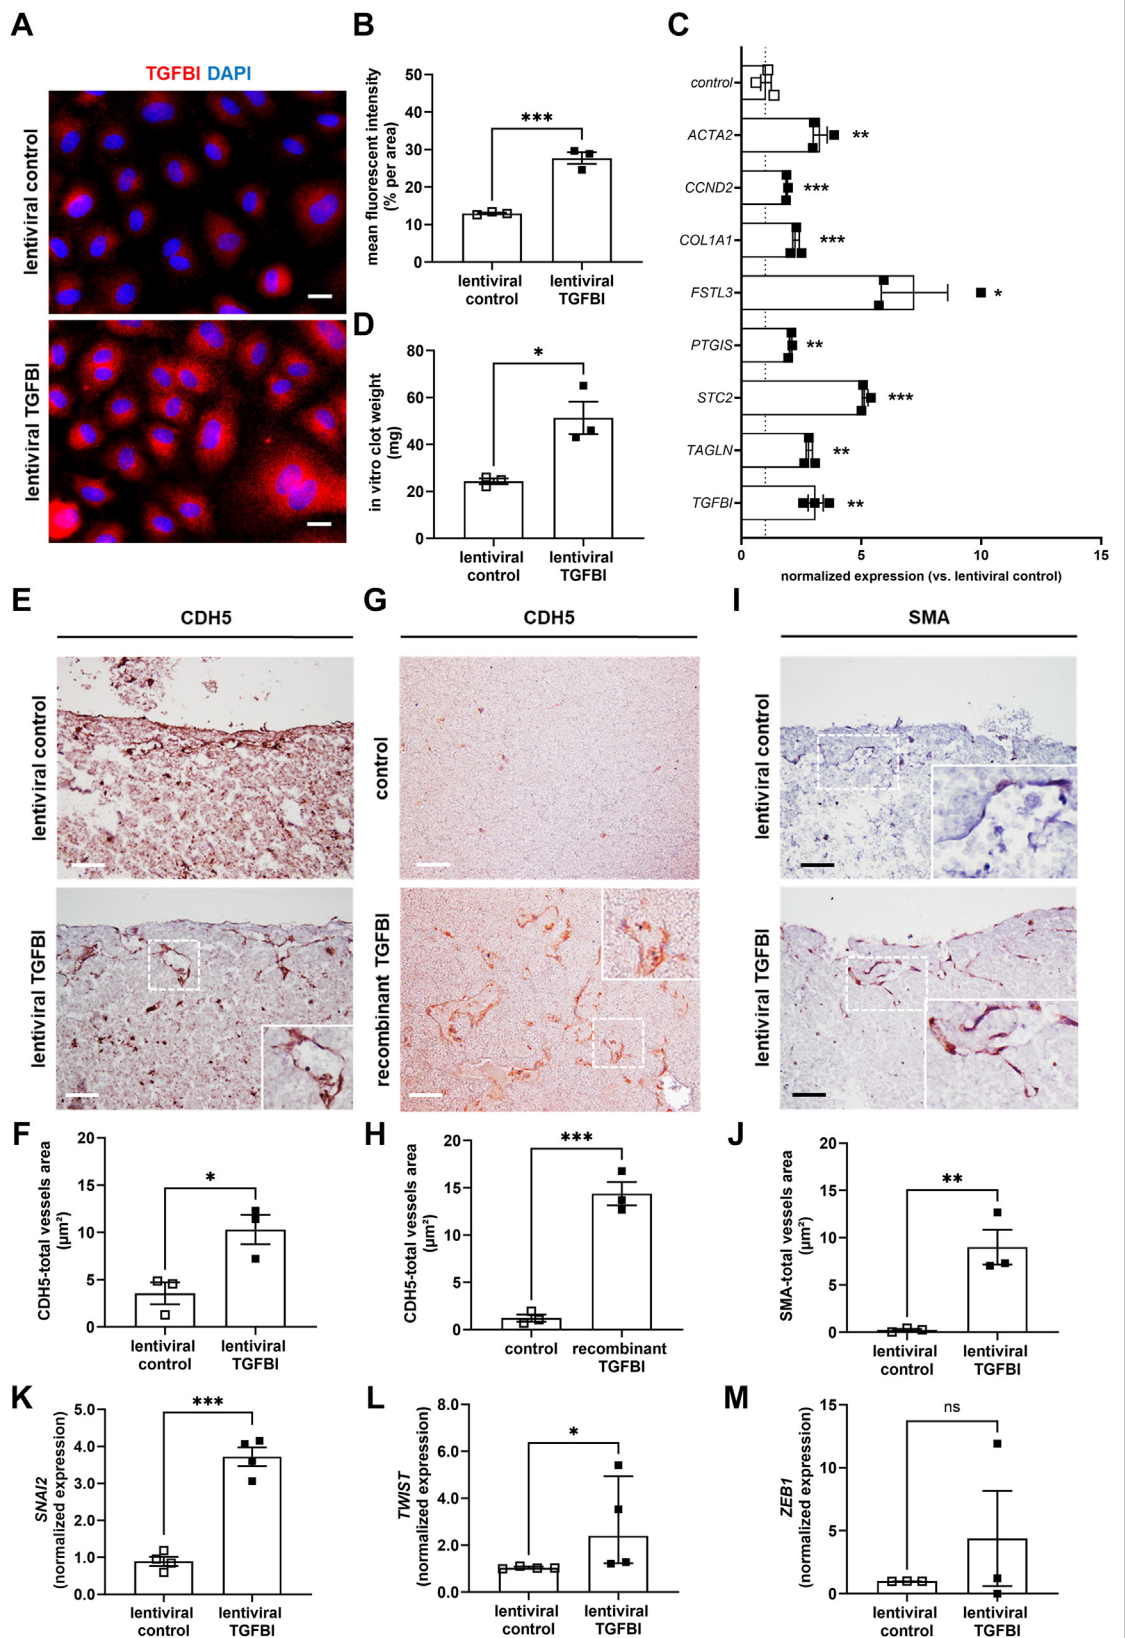 A
TGFBI DAPI
lentiviral control
lentiviral TGFBI
B
mean fluorescent intensity
(% per area)
50
40
30
20
10
0
***
lentiviral
control
lentiviral
TGFBI
C
control
ACTA2
**
CCND2
***
COL1A1
***
FSTL3
*
PTGIS
**
STC2
***
TAGLN
**
TGFBI
**
0
5
10
15
normalized expression (vs. lentiviral control)
D
in vitro clot weight
(mg)
80
60
40
20
0
*
lentiviral
control
lentiviral
TGFBI
E
CDH5
lentiviral control
lentiviral TGFBI
G
CDH5
control
recombinant TGFBI
I
SMA
lentiviral control
lentiviral TGFBI
F
CDH5-total vessels area
(µm²)
20
15
10
5
0
*
lentiviral
control
lentiviral
TGFBI
H
CDH5-total vessels area
(µm²)
20
15
10
5
0
***
control
recombinant
TGFBI
J
SMA-total vessels area
(µm²)
20
15
10
5
0
**
lentiviral
control
lentiviral
TGFBI
K
SNAI2
(normalized expression)
5.0
4.0
3.0
2.0
1.0
0.0
***
lentiviral
control
lentiviral
TGFBI
L
TWIST
(normalized expression)
8.0
6.0
4.0
2.0
0.0
*
lentiviral
control
lentiviral
TGFBI
M
ZEB1
(normalized expression)
15
10
5
0
ns
lentiviral
control
lentiviral
TGFBI